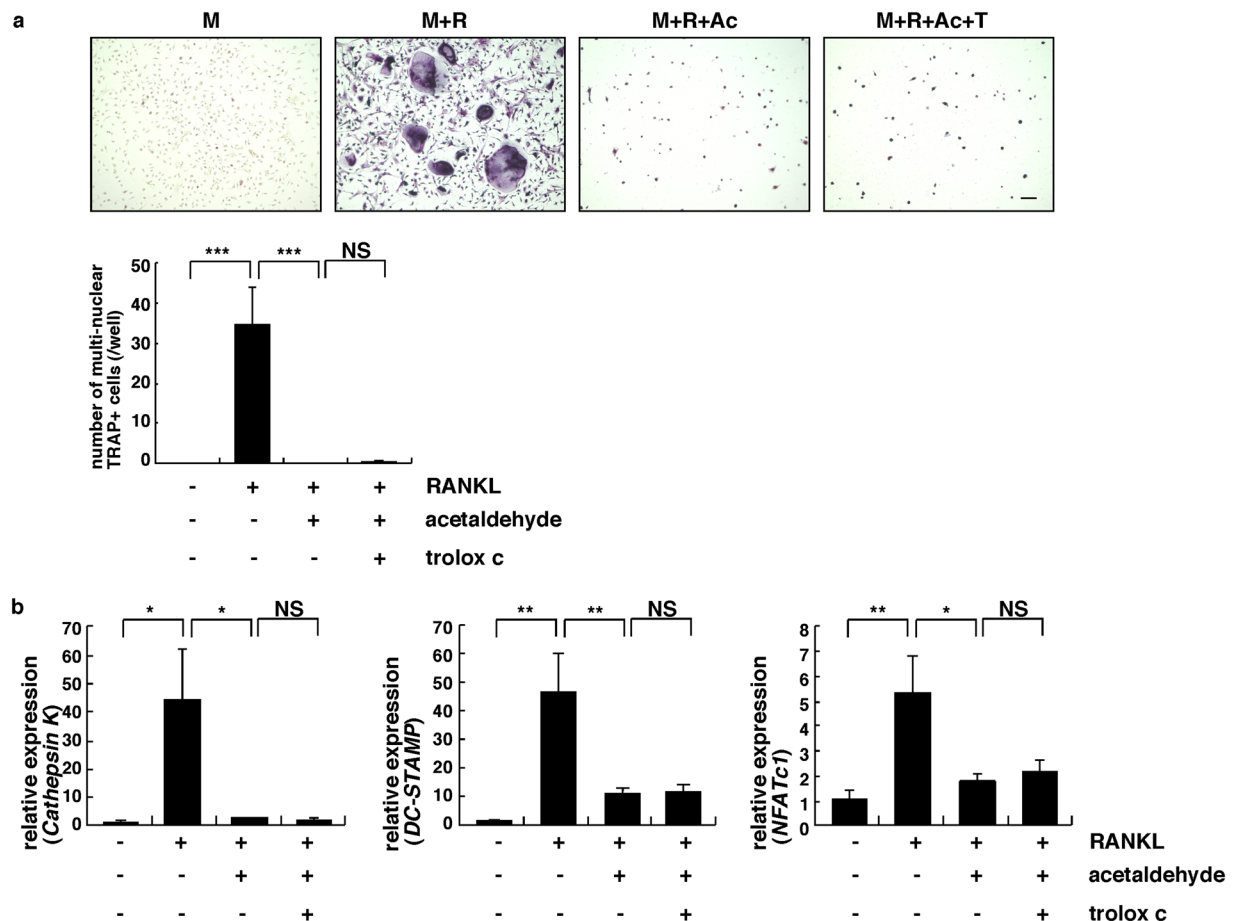 a
M M+R M+R+Ac M+R+Ac+T
*** *** NS
number of multi-nuclear
TRAP+ cells (/well)
50
40
30
20
10
0
- + + + RANKL
- - + + acetaldehyde
- - - + trolox c
b
* * NS
relative expression
(Cathepsin K)
70
60
50
40
30
20
10
0
- + + +
- - + +
- - - +
** ** NS
relative expression
(DC-STAMP)
70
60
50
40
30
20
10
0
- + + +
- - + +
- - - +
** * NS
relative expression
(NFATc1)
8
7
6
5
4
3
2
1
0
- + + + RANKL
- - + + acetaldehyde
- - - + trolox c